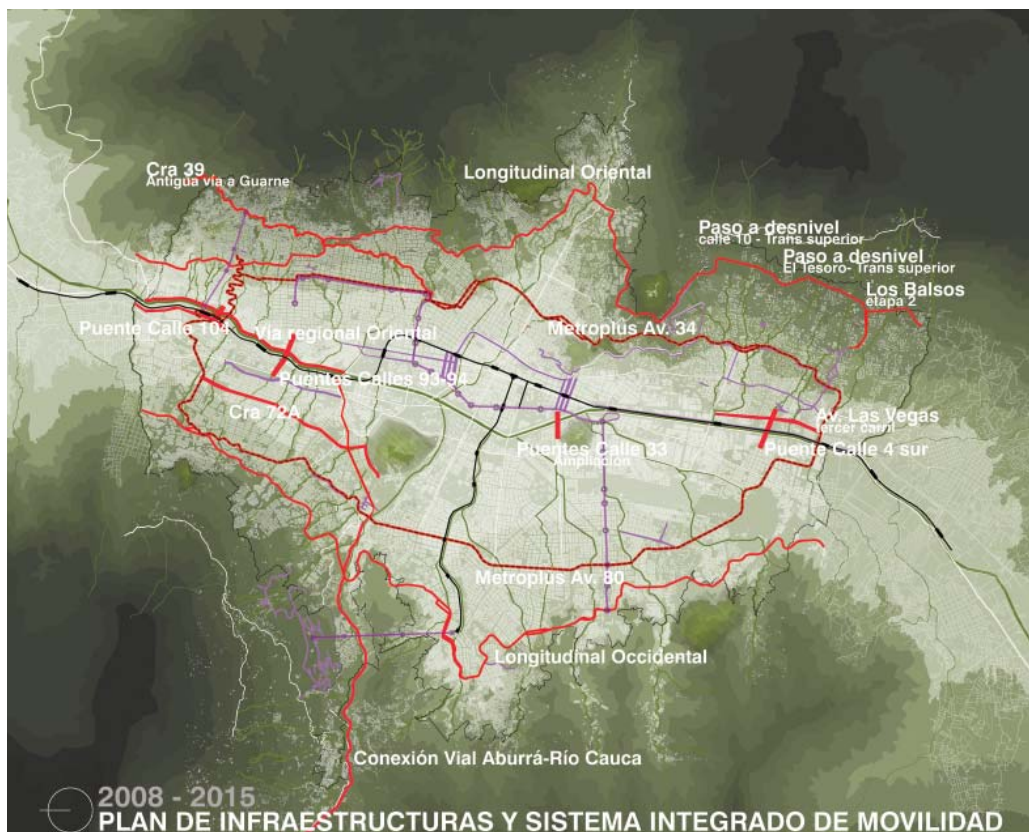 Cra 39
Antigua vía a Guarne
Longitudinal Oriental
Paso a desnivel
calle 10 - Trans superior
Paso a desnivel
El Tesoro- Trans superior
Los Balsos
etapa 2
Puente Calle 104
Vía regional Oriental
Metroplus Av. 34
Puentes Calles 93-94
Cra 72A
Av. Las Vegas
tercer carril
Puentes Calle 33
Ampliación
Puente Calle 4 sur
Metroplus Av. 80
Longitudinal Occidental
Conexión Vial Aburrá-Río Cauca
2008 - 2015
PLAN DE INFRAESTRUCTURAS Y SISTEMA INTEGRADO DE MOVILIDAD